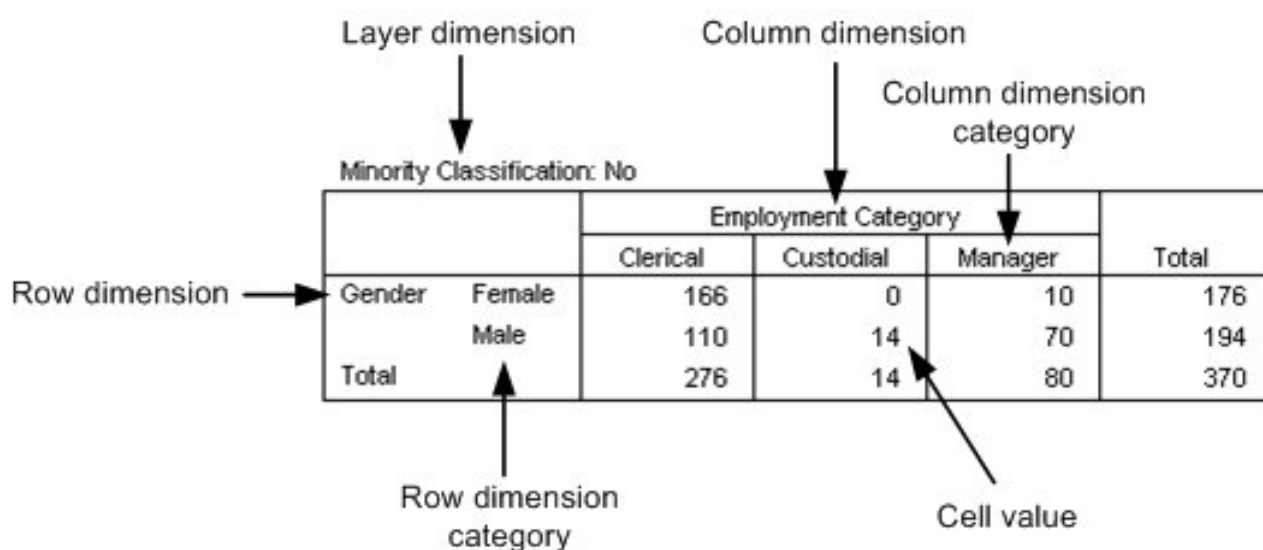 Layer dimension
Column dimension
Column dimension
category
Minority Classification: No
Employment Category
Clerical Custodial Manager Total
Row dimension
Gender Female 166 0 10 176
Male 110 14 70 194
Total 276 14 80 370
Row dimension
category
Cell value